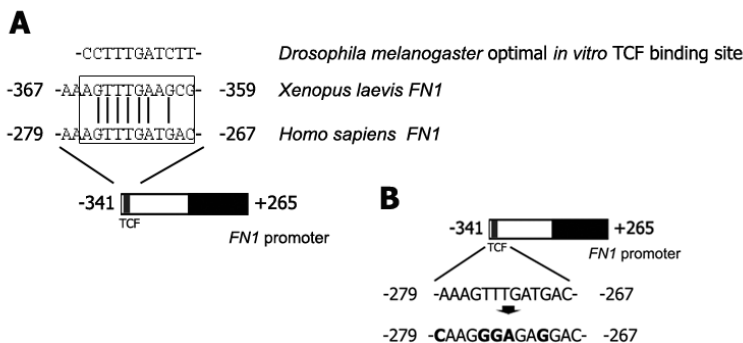 A
-CCTTTGATCTT- Drosophila melanogaster optimal in vitro TCF binding site
-367 -AAAGTTTGAAGCG- -359 Xenopus laevis FN1
-279 -AAAGTTTGATGAC- -267 Homo sapiens FN1
-341 +265
TCF
FN1 promoter
B
-341 +265
TCF
FN1 promoter
-279 -AAAGTTTGATGAC- -267
-279 -CAAGGGAGAGGAC- -267